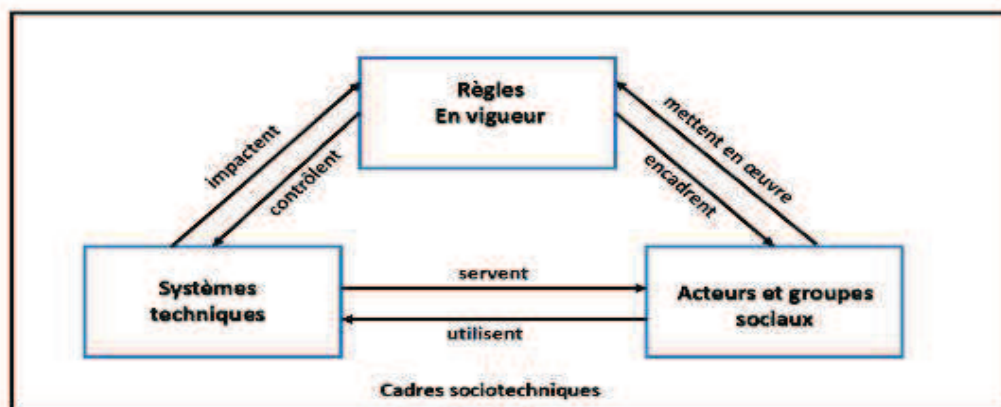 Règles
En vigueur
impactent
contrôlent
mettent en œuvre
encadrent
Systèmes
techniques
servent
utilisent
Acteurs et groupes
sociaux
Cadres sociotechniques